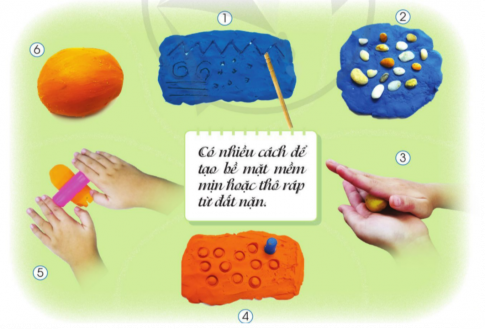 1
2
6
Có nhiều cách để
tạo bề mặt mềm
mịn hoặc thô ráp
từ đất nặn.
3
5
4